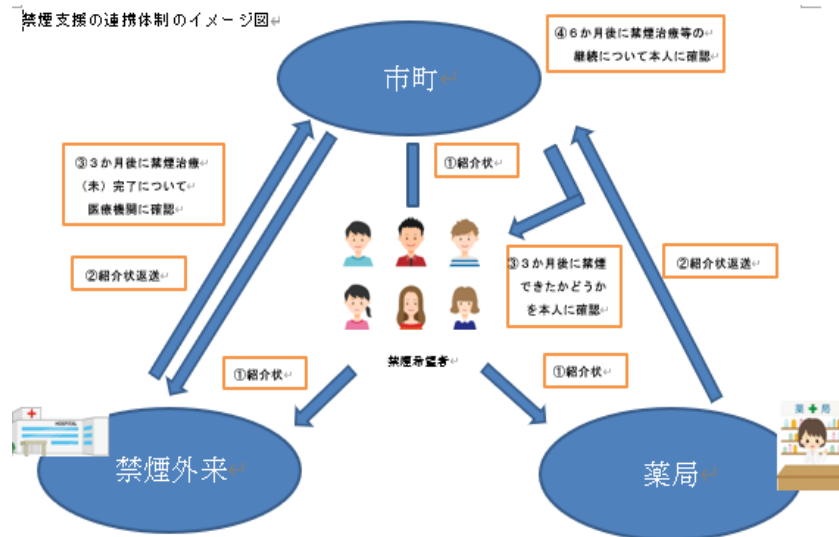 禁煙支援の連携体制のイメージ図
④６か月後に禁煙治療等の
継続について本人に確認
市町
①紹介状
③３か月後に禁煙治療
（未）完了について
医療機関に確認
②紹介状返送
③３か月後に禁煙
できたかどうか
を本人に確認
②紹介状返送
禁煙希望者
①紹介状
①紹介状
HOSPITAL
禁煙外来
薬局
薬局